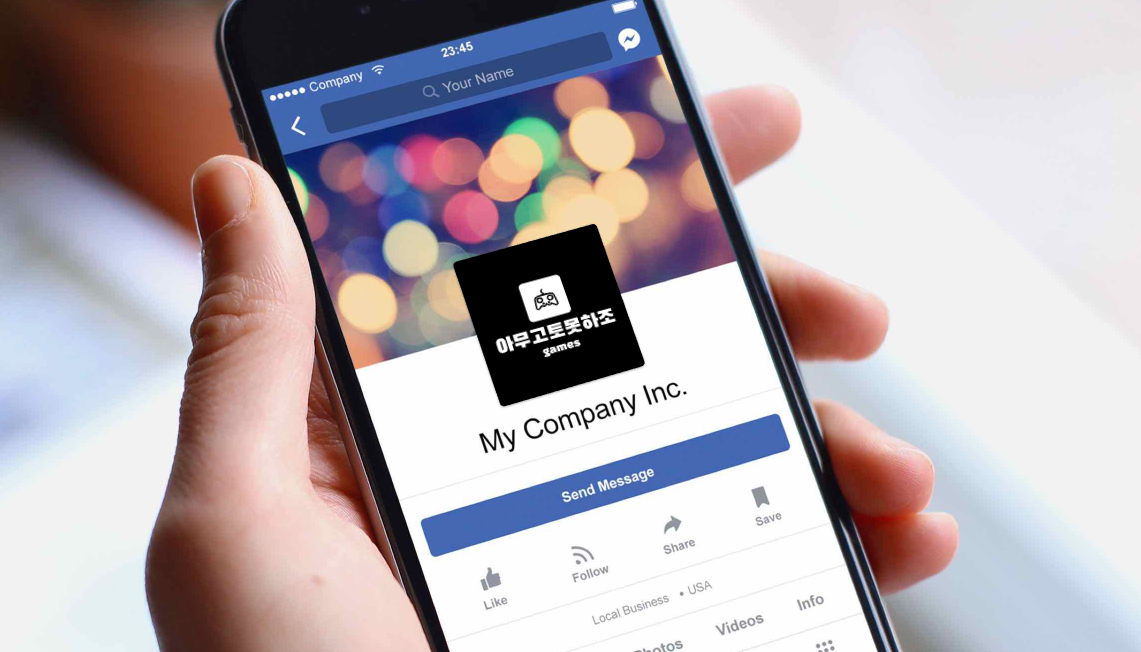 Company 23:45
Your Name
아무고토못하조
games
My Company Inc.
Send Message
Like Follow Share Save
Local Business • USA
Photos Videos Info